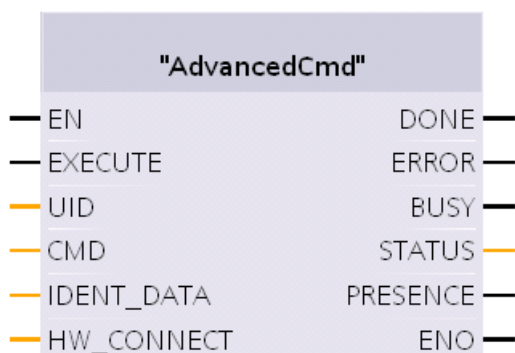 "AdvancedCmd"
EN DONE
EXECUTE ERROR
UID BUSY
CMD STATUS
IDENT_DATA PRESENCE
HW_CONNECT ENO